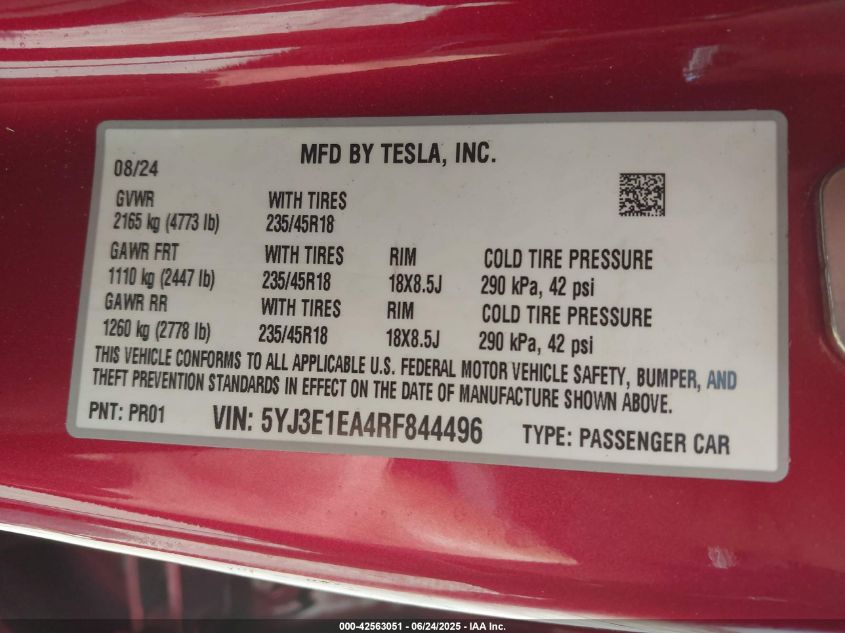 MFD BY TESLA, INC.
08/24
GVWR WITH TIRES
2165 kg (4773 lb) 235/45R18
GAWR FRT WITH TIRES RIM COLD TIRE PRESSURE
1110 kg (2447 lb) 235/45R18 18X8.5J 290 kPa, 42 psi
GAWR RR WITH TIRES RIM COLD TIRE PRESSURE
1260 kg (2778 lb) 235/45R18 18X8.5J 290 kPa, 42 psi
THIS VEHICLE CONFORMS TO ALL APPLICABLE U.S. FEDERAL MOTOR VEHICLE SAFETY, BUMPER, AND
THEFT PREVENTION STANDARDS IN EFFECT ON THE DATE OF MANUFACTURE SHOWN ABOVE.
PNT: PR01 VIN: 5YJ3E1EA4RF844496 TYPE: PASSENGER CAR
000-42563051 - 06/24/2025 - IAA Inc.